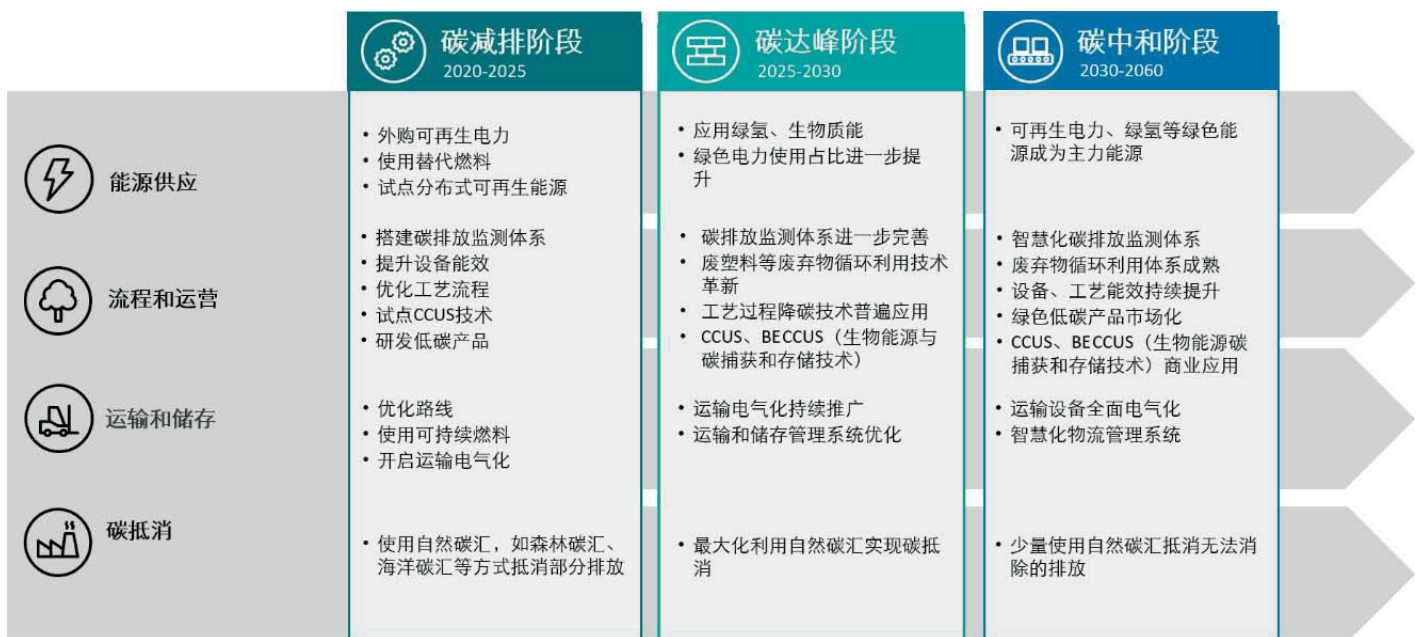 碳减排阶段
2020-2025
碳达峰阶段
2025-2030
碳中和阶段
2030-2060
能源供应
• 外购可再生电力
• 使用替代燃料
• 试点分布式可再生能源
• 应用绿氢、生物质能
• 绿色电力使用占比进一步提
升
• 可再生电力、绿氢等绿色能
源成为主力能源
流程和运营
• 搭建碳排放监测体系
• 提升设备能效
• 优化工艺流程
• 试点CCUS技术
• 研发低碳产品
• 碳排放监测体系进一步完善
• 废塑料等废弃物循环利用技术
革新
• 工艺过程降碳技术普遍应用
• CCUS、BECCUS（生物能源与
碳捕获和存储技术）
• 智慧化碳排放监测体系
• 废弃物循环利用体系成熟
• 设备、工艺能效持续提升
• 绿色低碳产品市场化
• CCUS、BECCUS（生物能源碳
捕获和存储技术）商业应用
运输和储存
• 优化路线
• 使用可持续燃料
• 开启运输电气化
• 运输电气化持续推广
• 运输和储存管理系统优化
• 运输设备全面电气化
• 智慧化物流管理系统
碳抵消
• 使用自然碳汇，如森林碳汇、
海洋碳汇等方式抵消部分排放
• 最大化利用自然碳汇实现碳抵
消
• 少量使用自然碳汇抵消无法消
除的排放